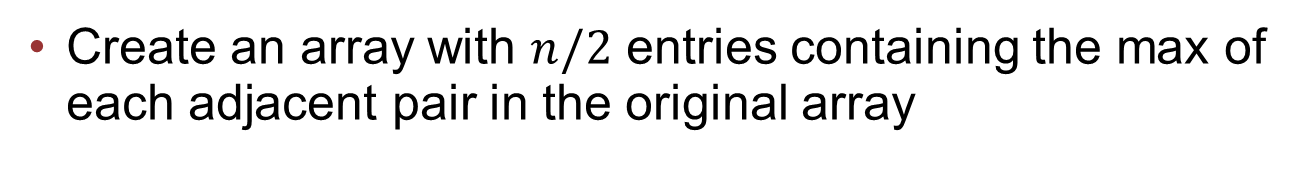 • Create an array with n/2 entries containing the max of
each adjacent pair in the original array